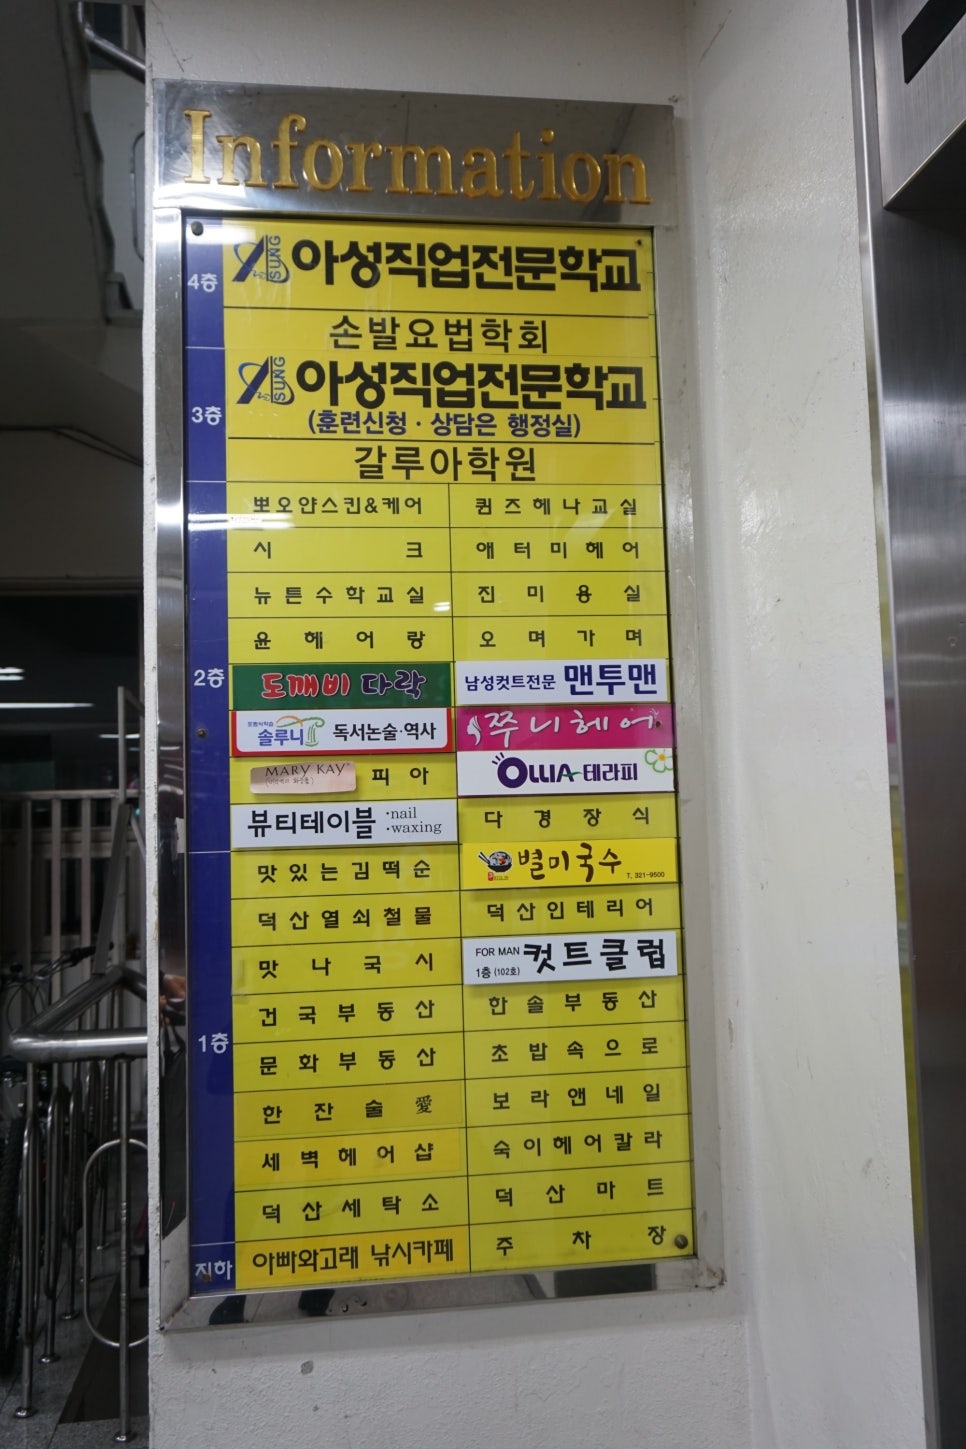 Information
4층
SUNG 아성직업전문학교
손발요법학회
3층
SUNG 아성직업전문학교
(훈련신청 · 상담은 행정실)
갈루아학원
2층
뽀오얀스킨&케어 퀸즈헤나교실
시크 애터미헤어
뉴튼수학교실 진미용실
윤헤어랑 오며가며
도깨비 다락 남성컷트전문 맨투맨
솔루니 독서논술·역사 쭈니헤어
MARY KAY 피아 OLLIA-테라피
뷰티테이블 ·nail ·waxing 다경장식
1층
맛있는김떡순 별미국수 T. 321-9500
덕산열쇠철물 덕산인테리어
맛나국시 FOR MAN 1층 (102호) 컷트클럽
건국부동산 한솔부동산
문화부동산 초밥속으로
한잔술愛 보라앤네일
세벽헤어샵 숙이헤어칼라
덕산세탁소 덕산마트
지하
아빠와고래 낚시카페 주차장